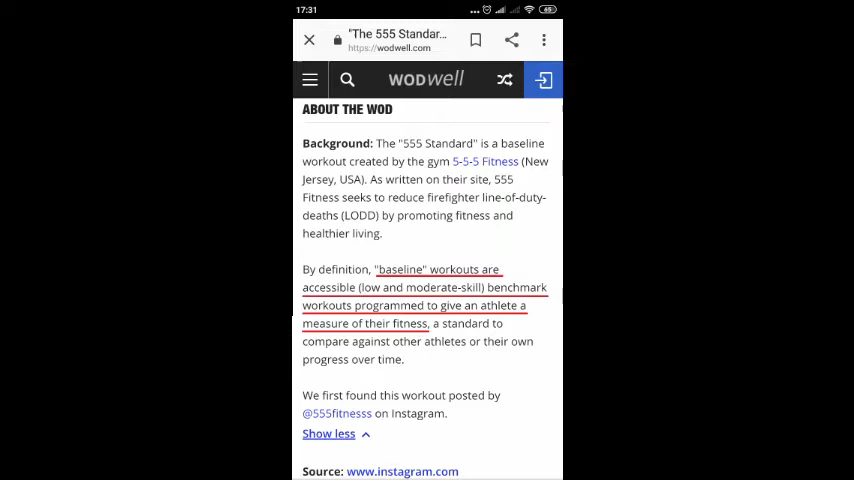 17:31
65
"The 555 Standar...
https://wodwell.com
WODwell
ABOUT THE WOD
Background: The "555 Standard" is a baseline
workout created by the gym 5-5-5 Fitness (New
Jersey, USA). As written on their site, 555
Fitness seeks to reduce firefighter line-of-duty-
deaths (LODD) by promoting fitness and
healthier living.
By definition, "baseline" workouts are
accessible (low and moderate-skill) benchmark
workouts programmed to give an athlete a
measure of their fitness, a standard to
compare against other athletes or their own
progress over time.
We first found this workout posted by
@555fitnesss on Instagram.
Show less
Source: www.instagram.com